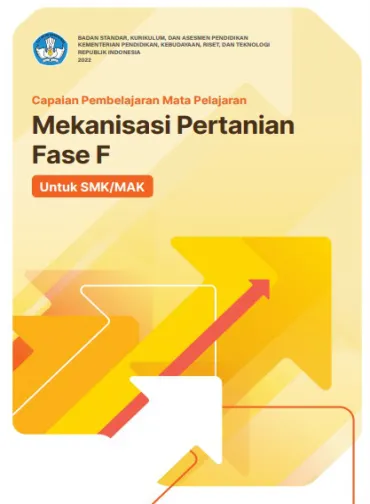 BADAN STANDAR, KURIKULUM, DAN ASESMEN PENDIDIKAN
KEMENTERIAN PENDIDIKAN, KEBUDAYAAN, RISET, DAN TEKNOLOGI
REPUBLIK INDONESIA
2022
Capaian Pembelajaran Mata Pelajaran
Mekanisasi Pertanian
Fase F
Untuk SMK/MAK